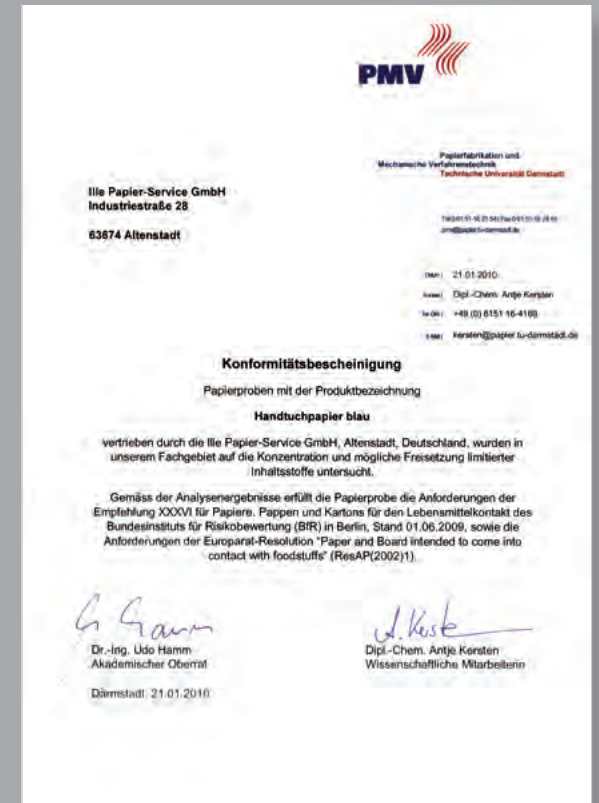 PMV
Papierfabrikation und
Mechanische Verfahrenstechnik
Technische Universität Darmstadt
Ille Papier-Service GmbH
Industriestraße 28
63674 Altenstadt
21.01.2010
Dipl.-Chem. Antje Kersten
+49 (0) 6151 16-4169
kersten@papier.tu-darmstadt.de
Konformitätsbescheinigung
Papierproben mit der Produktbezeichnung
Handtuchpapier blau
vertrieben durch die Ille Papier-Service GmbH, Altenstadt, Deutschland, wurden in
unserem Fachgebiet auf die Konzentration und mögliche Freisetzung limitierter
Inhaltsstoffe untersucht.
Gemäss der Analysenergebnisse erfüllt die Papierprobe die Anforderungen der
Empfehlung XXXVI für Papiere, Pappen und Kartons für den Lebensmittelkontakt des
Bundesinstituts für Risikobewertung (BfR) in Berlin, Stand 01.06.2009, sowie die
Anforderungen der Europarat-Resolution "Paper and Board intended to come into
contact with foodstuffs" (ResAP(2002)1)
Dr.-Ing. Udo Hamm
Akademischer Oberrat
Dipl.-Chem. Antje Kersten
Wissenschaftliche Mitarbeiterin
Darmstadt, 21.01.2010